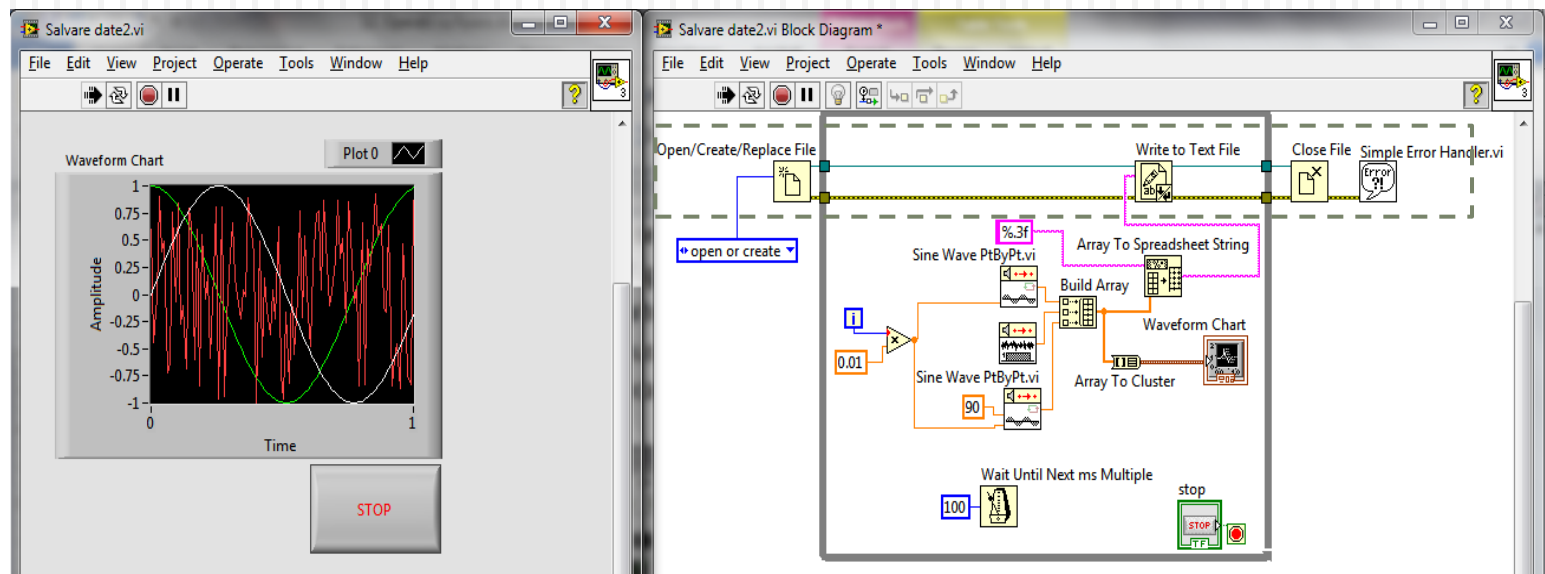 Salvare date2.vi
File Edit View Project Operate Tools Window Help
3
Waveform Chart
Plot 0
1
0.75
0.5
0.25
0
-0.25
-0.5
-0.75
-1
Amplitude
0
1
Time
STOP
Salvare date2.vi Block Diagram *
File Edit View Project Operate Tools Window Help
3
Open/Create/Replace File
Write to Text File
Close File
Simple Error Handler.vi
Error
?!
ab
open or create
%.3f
Array To Spreadsheet String
Sine Wave PtByPt.vi
Build Array
i
0.01
x
Waveform Chart
Sine Wave PtByPt.vi
Array To Cluster
90
Wait Until Next ms Multiple
100
stop
STOP
TF